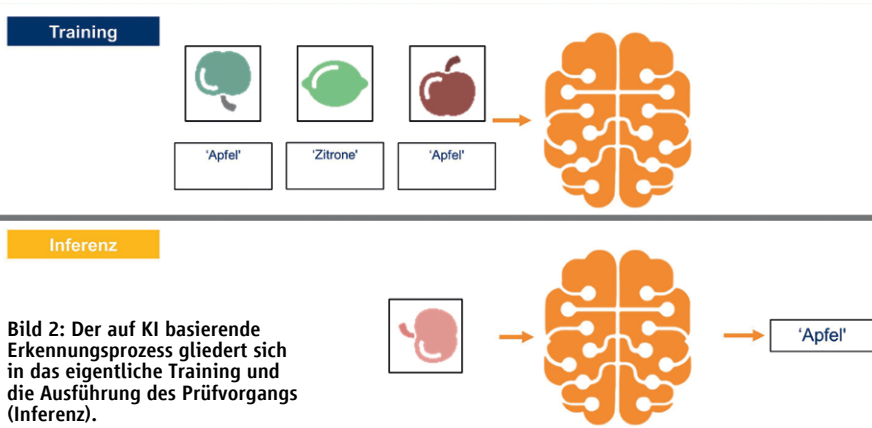 Training
'Apfel'
'Zitrone'
'Apfel'
Inferenz
Bild 2: Der auf KI basierende
Erkennungsprozess gliedert sich
in das eigentliche Training und
die Ausführung des Prüfvorgangs
(Inferenz).
'Apfel'